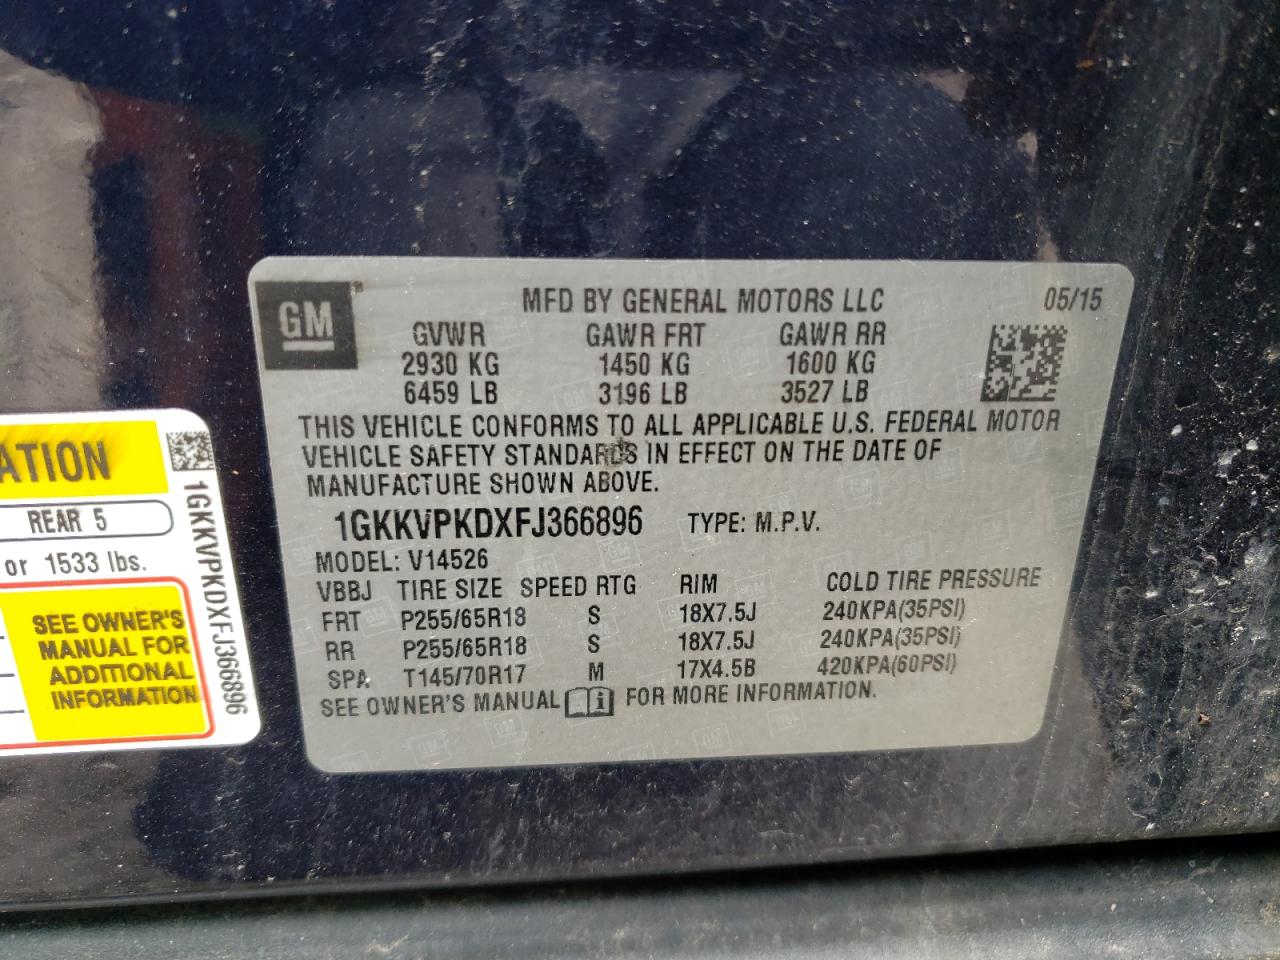 GM
MFD BY GENERAL MOTORS LLC 05/15
GVWR GAWR FRT GAWR RR
2930 KG 1450 KG 1600 KG
6459 LB 3196 LB 3527 LB
THIS VEHICLE CONFORMS TO ALL APPLICABLE U.S. FEDERAL MOTOR
VEHICLE SAFETY STANDARDS IN EFFECT ON THE DATE OF
MANUFACTURE SHOWN ABOVE.
1GKKVPKDXFJ366896 TYPE: M.P.V.
MODEL: V14526
VBBJ TIRE SIZE SPEED RTG RIM COLD TIRE PRESSURE
FRT P255/65R18 S 18X7.5J 240KPA(35PSI)
RR P255/65R18 S 18X7.5J 240KPA(35PSI)
SPA T145/70R17 M 17X4.5B 420KPA(60PSI)
SEE OWNER'S MANUAL FOR MORE INFORMATION.
ATION
REAR 5
or 1533 lbs.
SEE OWNER'S
MANUAL FOR
ADDITIONAL
INFORMATION
1GKKVPKDXFJ366896